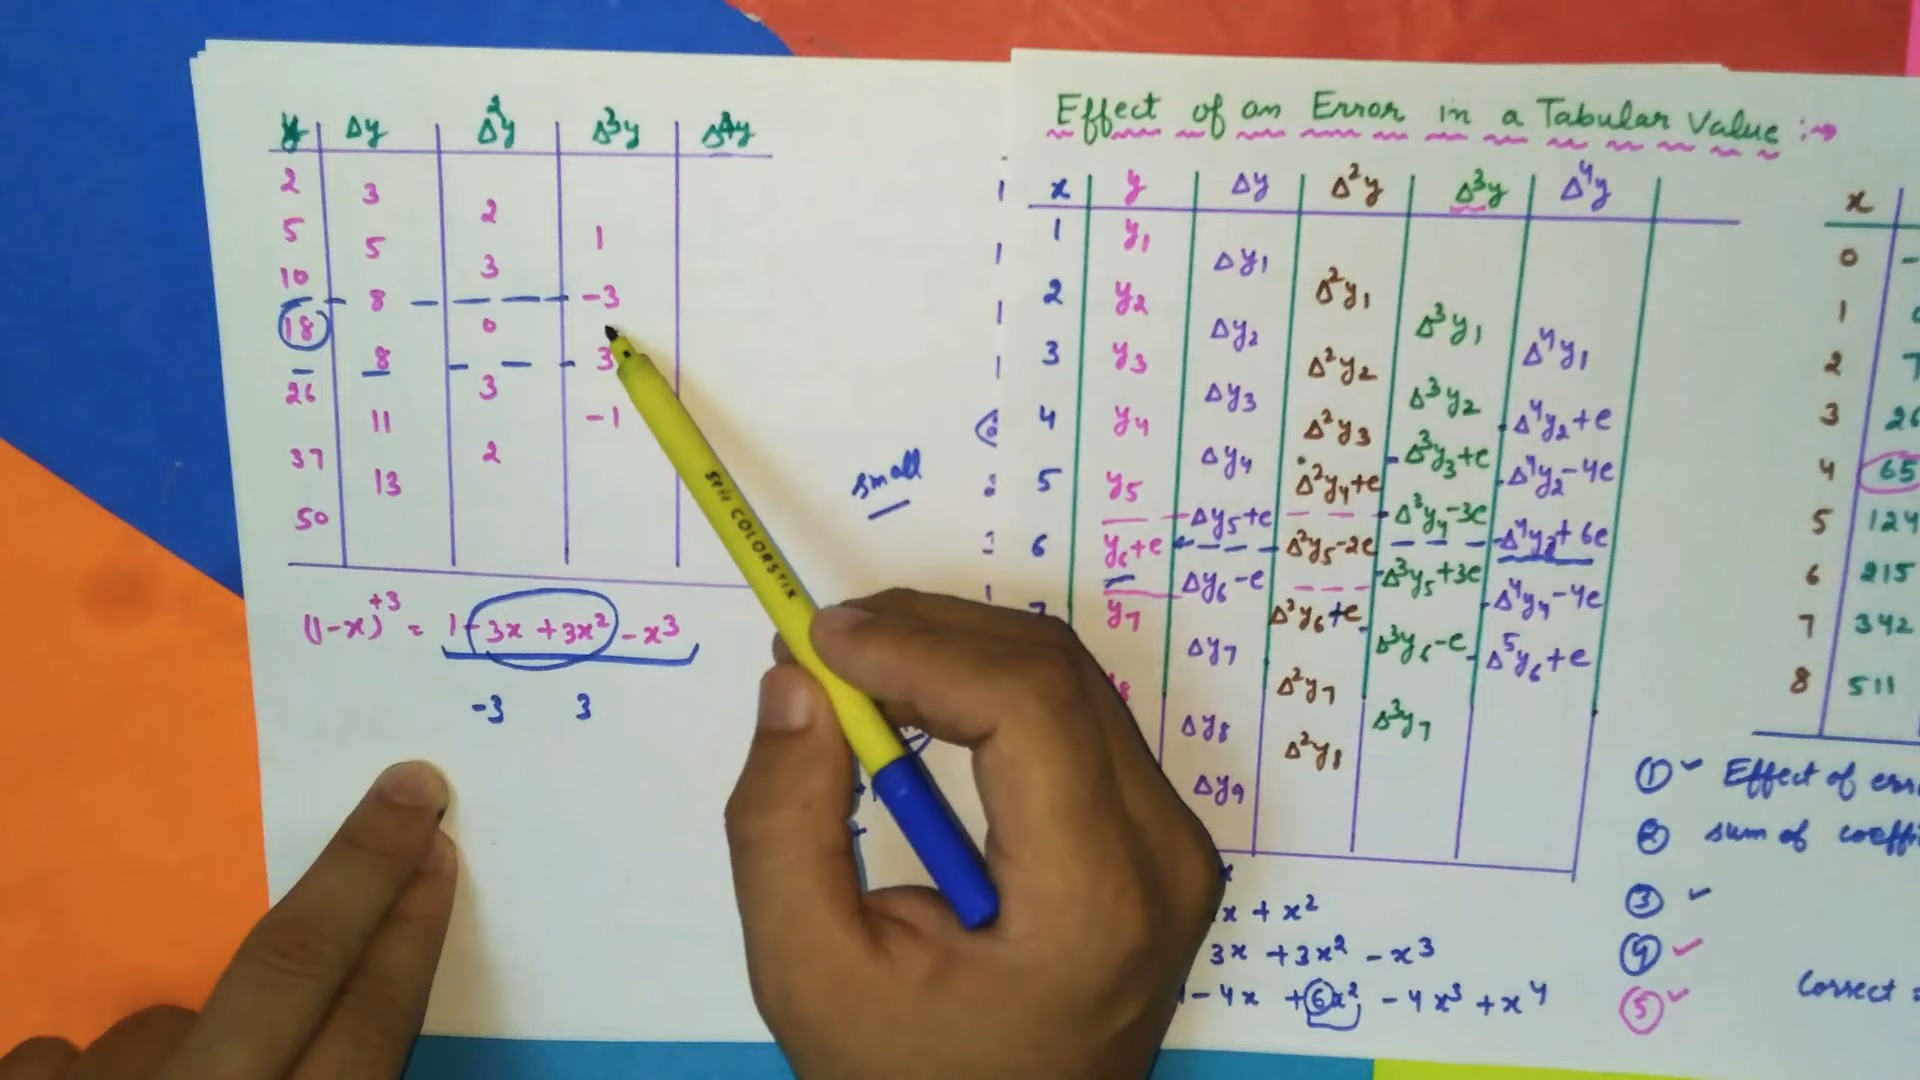 y Δy Δ²y Δ³y Δ⁴y
2
3
2
5
1
5
3
10
-3
8
0
18
3
8
3
26
-1
11
2
37
13
50
(1-x)⁺³ = 1 -3x +3x² -x³
-3 3
small
Stic COLORSTIX
Effect of an Error in a Tabular Value :→
x y Δy Δ²y Δ³y Δ⁴y
1 y₁
Δy₁
2 y₂ Δ²y₁
Δy₂ Δ³y₁
3 y₃ Δ²y₂ Δ⁴y₁
Δy₃ Δ³y₂
4 y₄ Δ²y₃ Δ⁴y₂+e
Δy₄ Δ³y₃+e
5 y₅ Δ²y₄+e Δ⁴y₂-4e
Δy₅+e Δ³y₄-3e
6 y₆+e Δ²y₅-2e Δ⁴y₃+6e
Δy₆-e Δ³y₅+3e
y₇ Δ²y₆+e Δ⁴y₄-4e
Δy₇ Δ³y₆-e
Δ²y₇ Δ⁵y₆+e
Δy₈ Δ³y₇
Δ²y₈
Δy₉
x + x²
3x +3x² -x³
1-4x +6x² -4x³ +x⁴
x
0 -
1
2 7
3 26
4 65
5 124
6 215
7 342
8 511
① Effect of
② sum of
③
④
⑤ Correct =